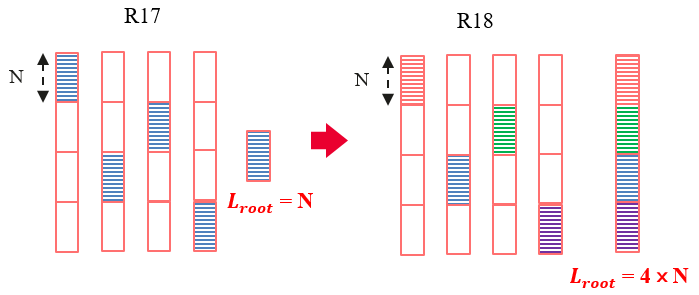 R17
R18
N
N
L_root = N
L_root = 4 × N